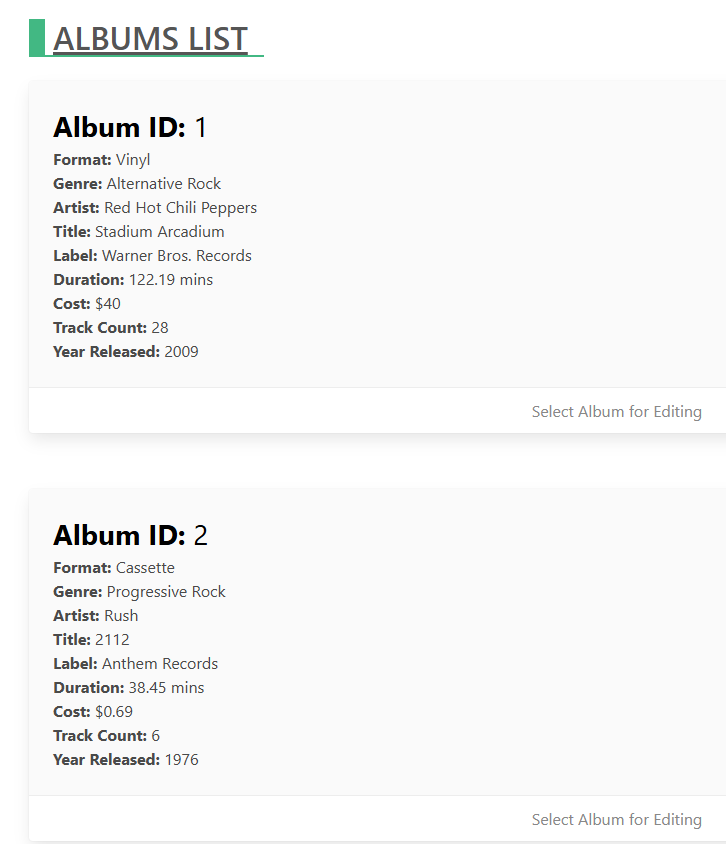 ALBUMS LIST
Album ID: 1
Format: Vinyl
Genre: Alternative Rock
Artist: Red Hot Chili Peppers
Title: Stadium Arcadium
Label: Warner Bros. Records
Duration: 122.19 mins
Cost: $40
Track Count: 28
Year Released: 2009
Select Album for Editing
Album ID: 2
Format: Cassette
Genre: Progressive Rock
Artist: Rush
Title: 2112
Label: Anthem Records
Duration: 38.45 mins
Cost: $0.69
Track Count: 6
Year Released: 1976
Select Album for Editing